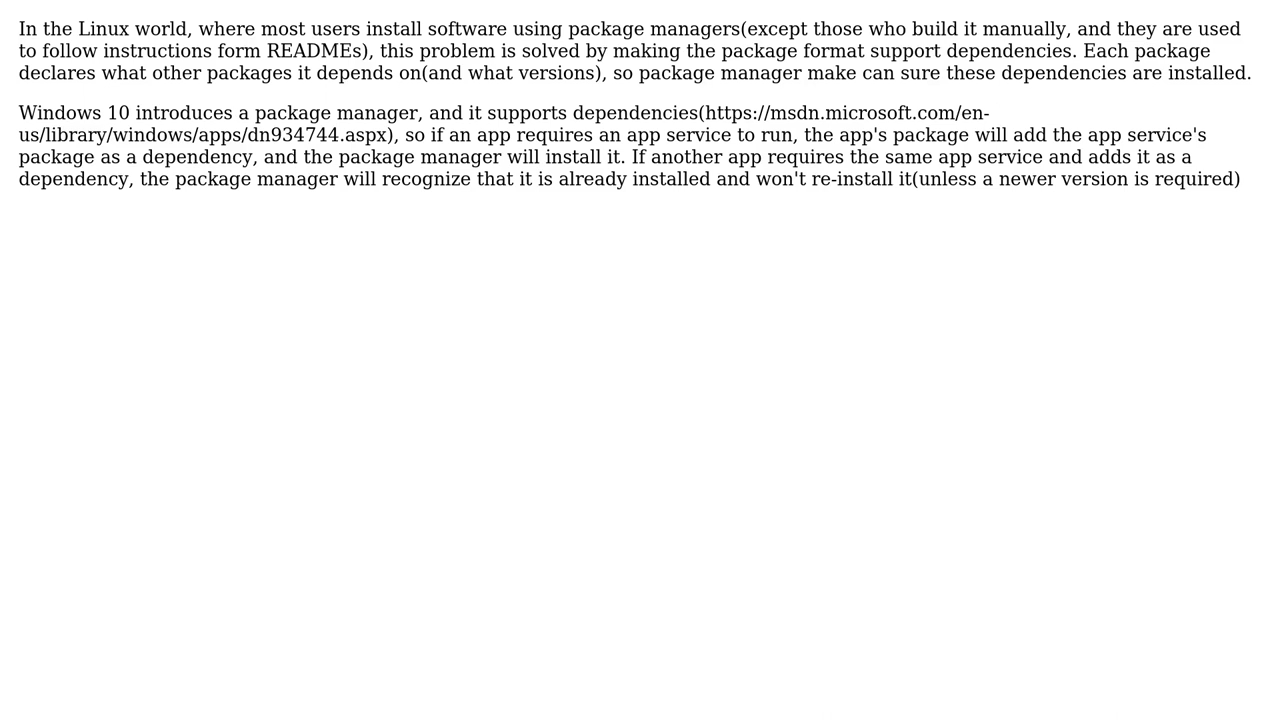 In the Linux world, where most users install software using package managers(except those who build it manually, and they are used
to follow instructions form READMEs), this problem is solved by making the package format support dependencies. Each package
declares what other packages it depends on(and what versions), so package manager make can sure these dependencies are installed.
Windows 10 introduces a package manager, and it supports dependencies(https://msdn.microsoft.com/en-
us/library/windows/apps/dn934744.aspx), so if an app requires an app service to run, the app's package will add the app service's
package as a dependency, and the package manager will install it. If another app requires the same app service and adds it as a
dependency, the package manager will recognize that it is already installed and won't re-install it(unless a newer version is required)